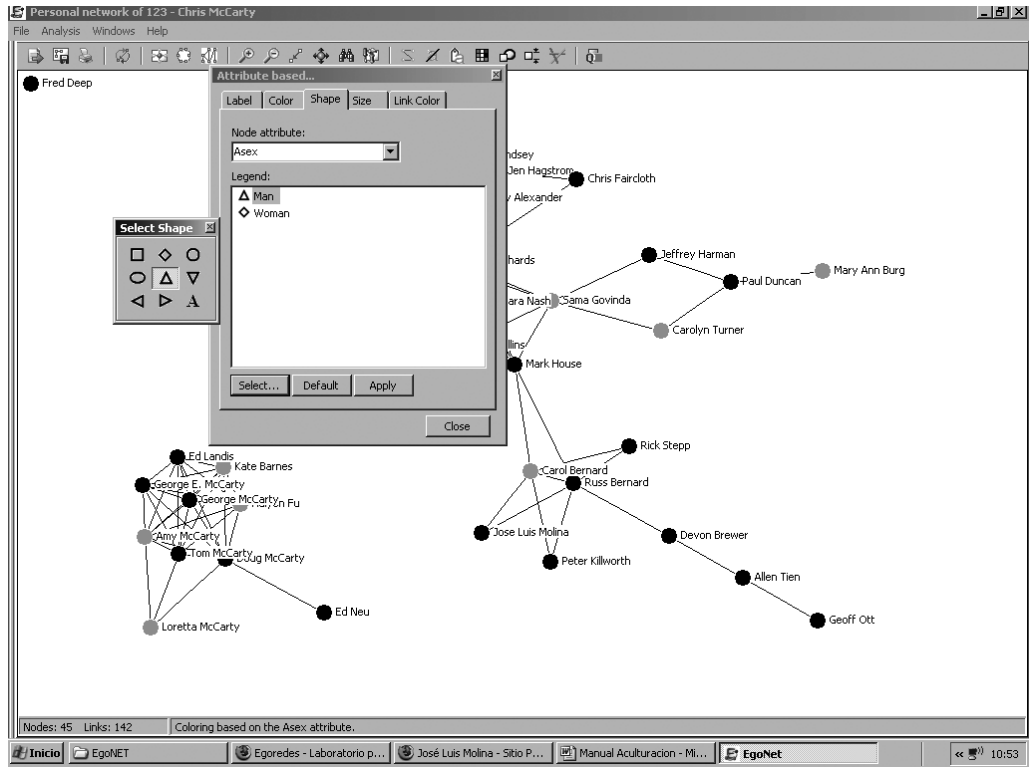 Personal network of 123 - Chris McCarty
File Analysis Windows Help
Attribute based...
Fred Deep
Label Color Shape Size Link Color
Node attribute:
Asex
Legend:
Man
Woman
Select Shape
A
Select... Default Apply
Close
ndsey
Jen Hagstrom
Chris Faircloth
Alexander
hards
Jeffrey Harman
Mary Ann Burg
Paul Duncan
ara Nash
Sama Govinda
Carolyn Turner
llins
Mark House
Rick Stepp
Ed Landis
Kate Barnes
Carol Bernard
George E. McCarty
Russ Bernard
George McCarty
Fu
Jose Luis Molina
Amy McCarty
Devon Brewer
Tom McCarty
Doug McCarty
Peter Killworth
Allen Tien
Ed Neu
Geoff Ott
Loretta McCarty
Nodes: 45 Links: 142 Coloring based on the Asex attribute.
Inicio EgoNET Egoredes - Laboratorio p... José Luis Molina - Sitio P... Manual Aculturacion - Mi... EgoNet « 10:53